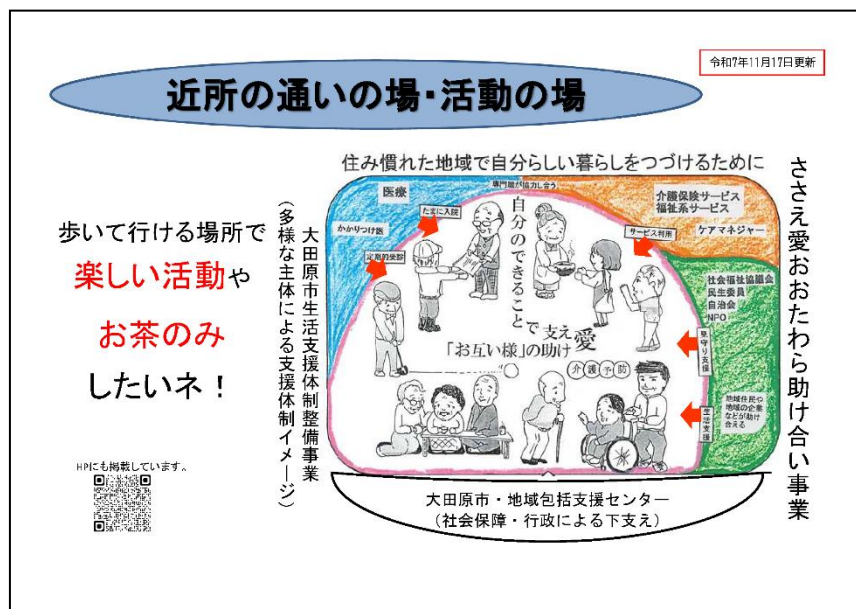 令和7年11月17日更新
近所の通いの場・活動の場
歩いて行ける場所で
楽しい活動や
お茶のみ
したいネ！
HPにも掲載しています。
大田原市生活支援体制整備事業
（多様な主体による支援体制イメージ）
住み慣れた地域で自分らしい暮らしをつづけるために
専門職が協力し合う
医療
かかりつけ医
たまに入院
定期的受診
介護保険サービス
福祉系サービス
ケアマネジャー
サービス利用
社会福祉協議会
民生委員
自治会
NPO
見守り支援
地域住民や
地域の企業
などが助け
合える
生活支援
自分のできることで支え愛
「お互い様」の助け
介護予防
大田原市・地域包括支援センター
（社会保障・行政による下支え）
ささえ愛おおたわら助け合い事業